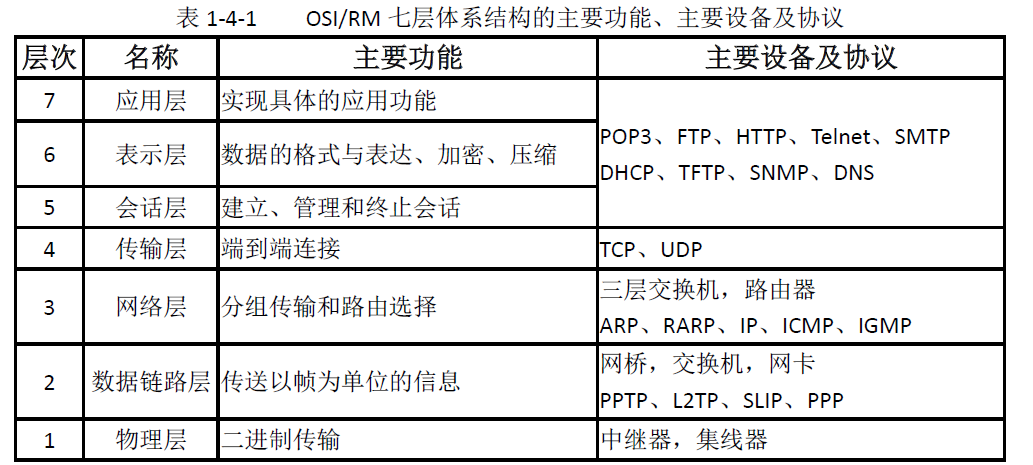 表 1-4-1 OSI/RM 七层体系结构的主要功能、主要设备及协议
层次 名称 主要功能 主要设备及协议
7 应用层 实现具体的应用功能
POP3、FTP、HTTP、Telnet、SMTP
6 表示层 数据的格式与表达、加密、压缩
DHCP、TFTP、SNMP、DNS
5 会话层 建立、管理和终止会话
4 传输层 端到端连接 TCP、UDP
3 网络层 分组传输和路由选择 三层交换机，路由器
ARP、RARP、IP、ICMP、IGMP
2 数据链路层 传送以帧为单位的信息 网桥，交换机，网卡
PPTP、L2TP、SLIP、PPP
1 物理层 二进制传输 中继器，集线器